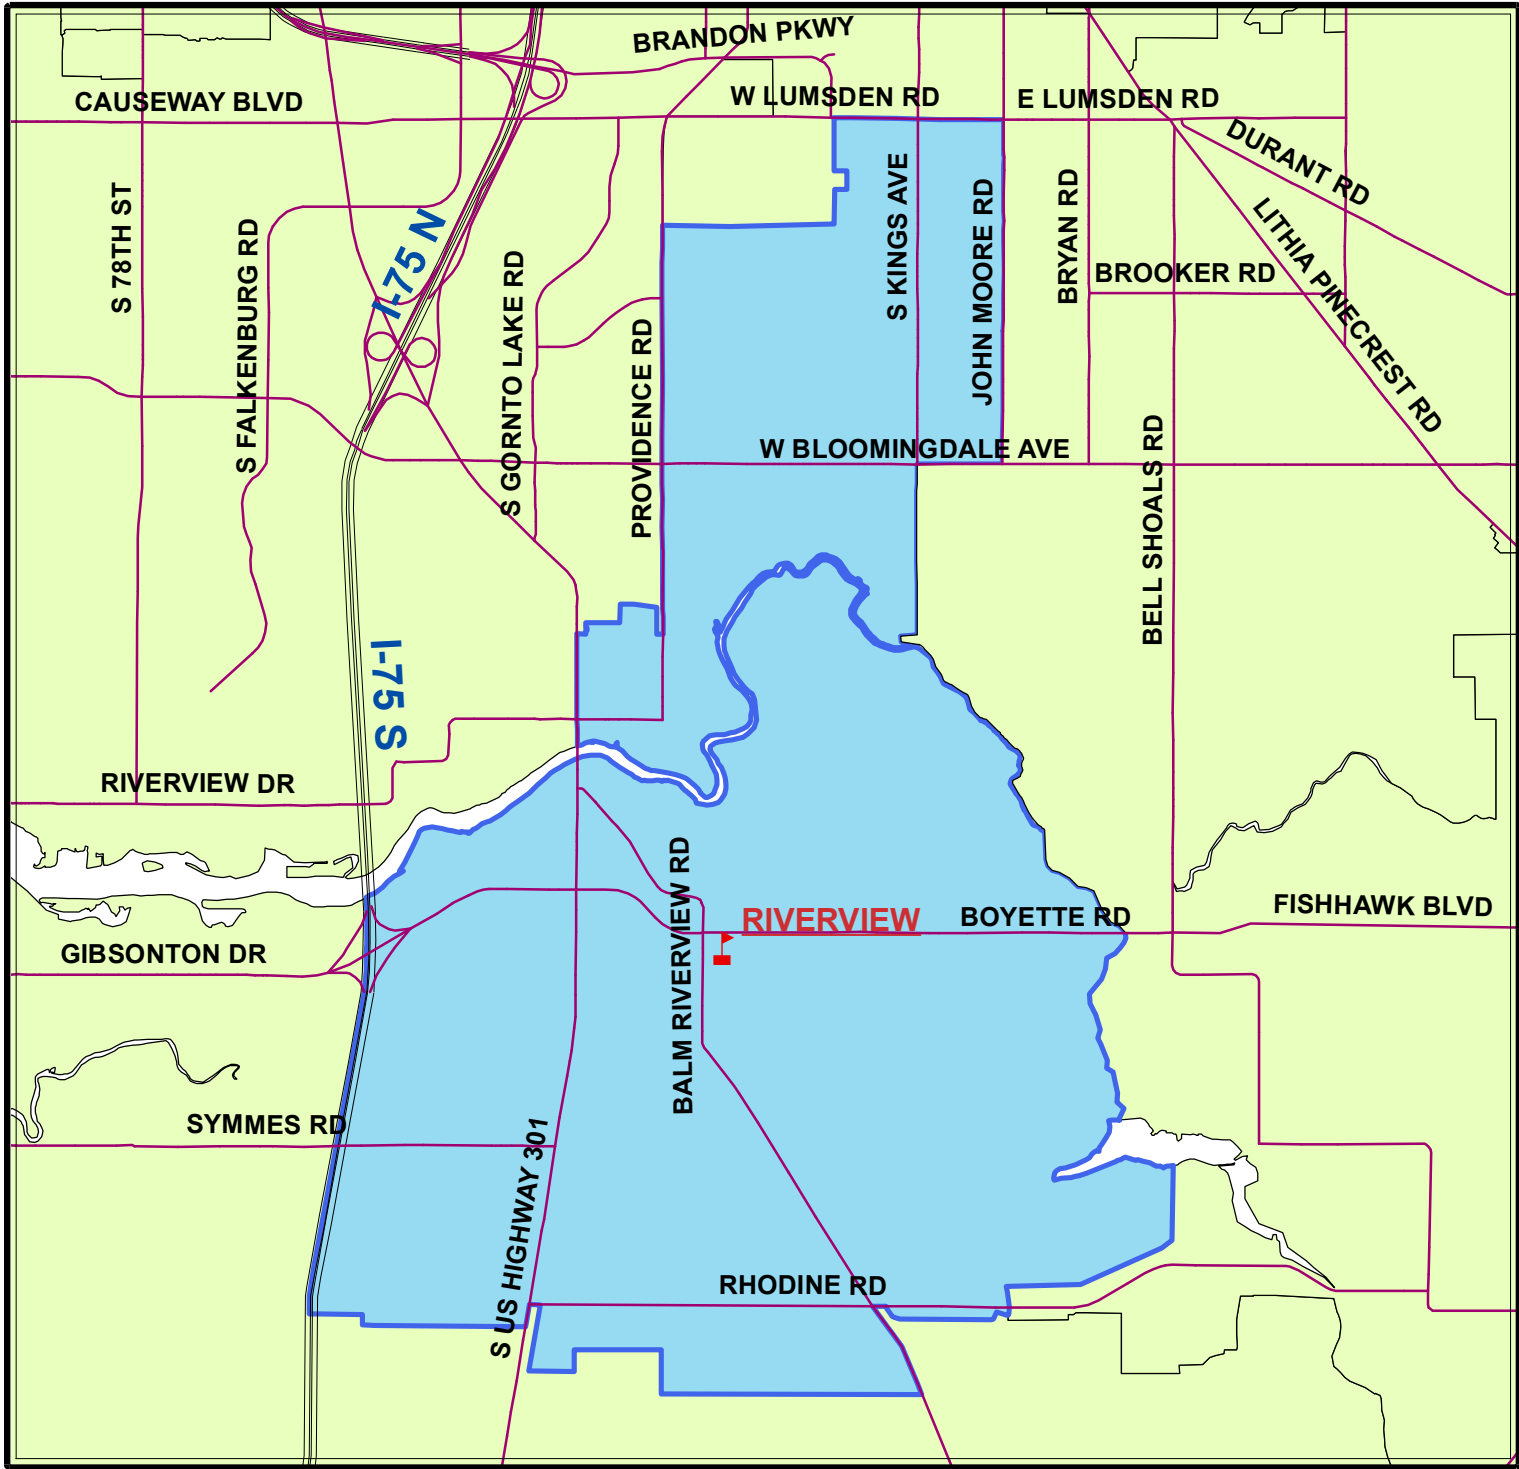 BRANDON PKWY
CAUSEWAY BLVD
W LUMSDEN RD
E LUMSDEN RD
DURANT RD
S 78TH ST
S FALKENBURG RD
I-75 N
S GORNTO LAKE RD
PROVIDENCE RD
S KINGS AVE
JOHN MOORE RD
BRYAN RD
BROOKER RD
LITHIA PINECREST RD
W BLOOMINGDALE AVE
BELL SHOALS RD
I-75 S
RIVERVIEW DR
BALM RIVERVIEW RD
RIVERVIEW
BOYETTE RD
FISHHAWK BLVD
GIBSONTON DR
SYMMES RD
S US HIGHWAY 301
RHODINE RD